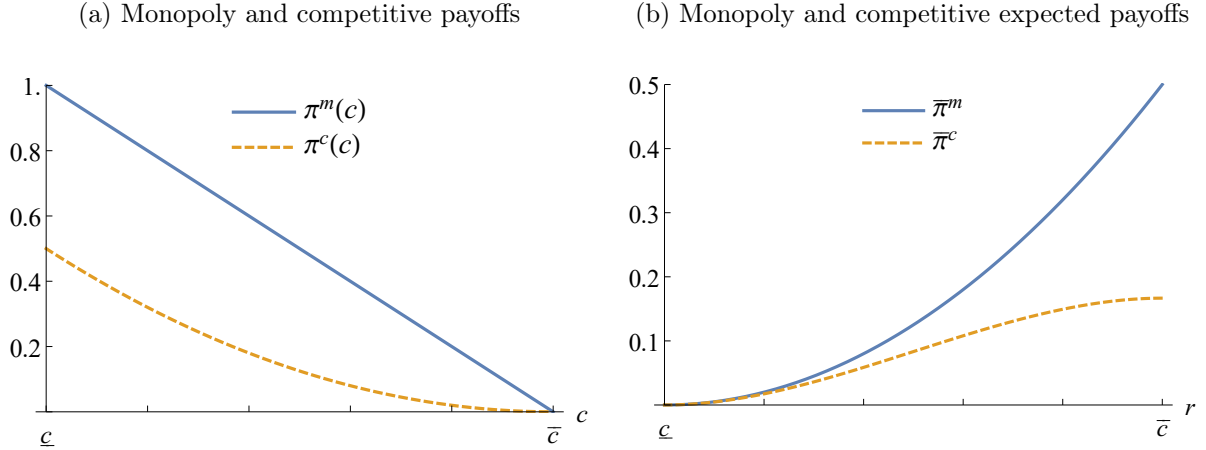 (a) Monopoly and competitive payoffs
1.
0.8
0.6
0.4
0.2
π^m(c)
π^c(c)
c̲
c̅
c
(b) Monopoly and competitive expected payoffs
0.5
0.4
0.3
0.2
0.1
π̅^m
π̅^c
c̲
c̅
r